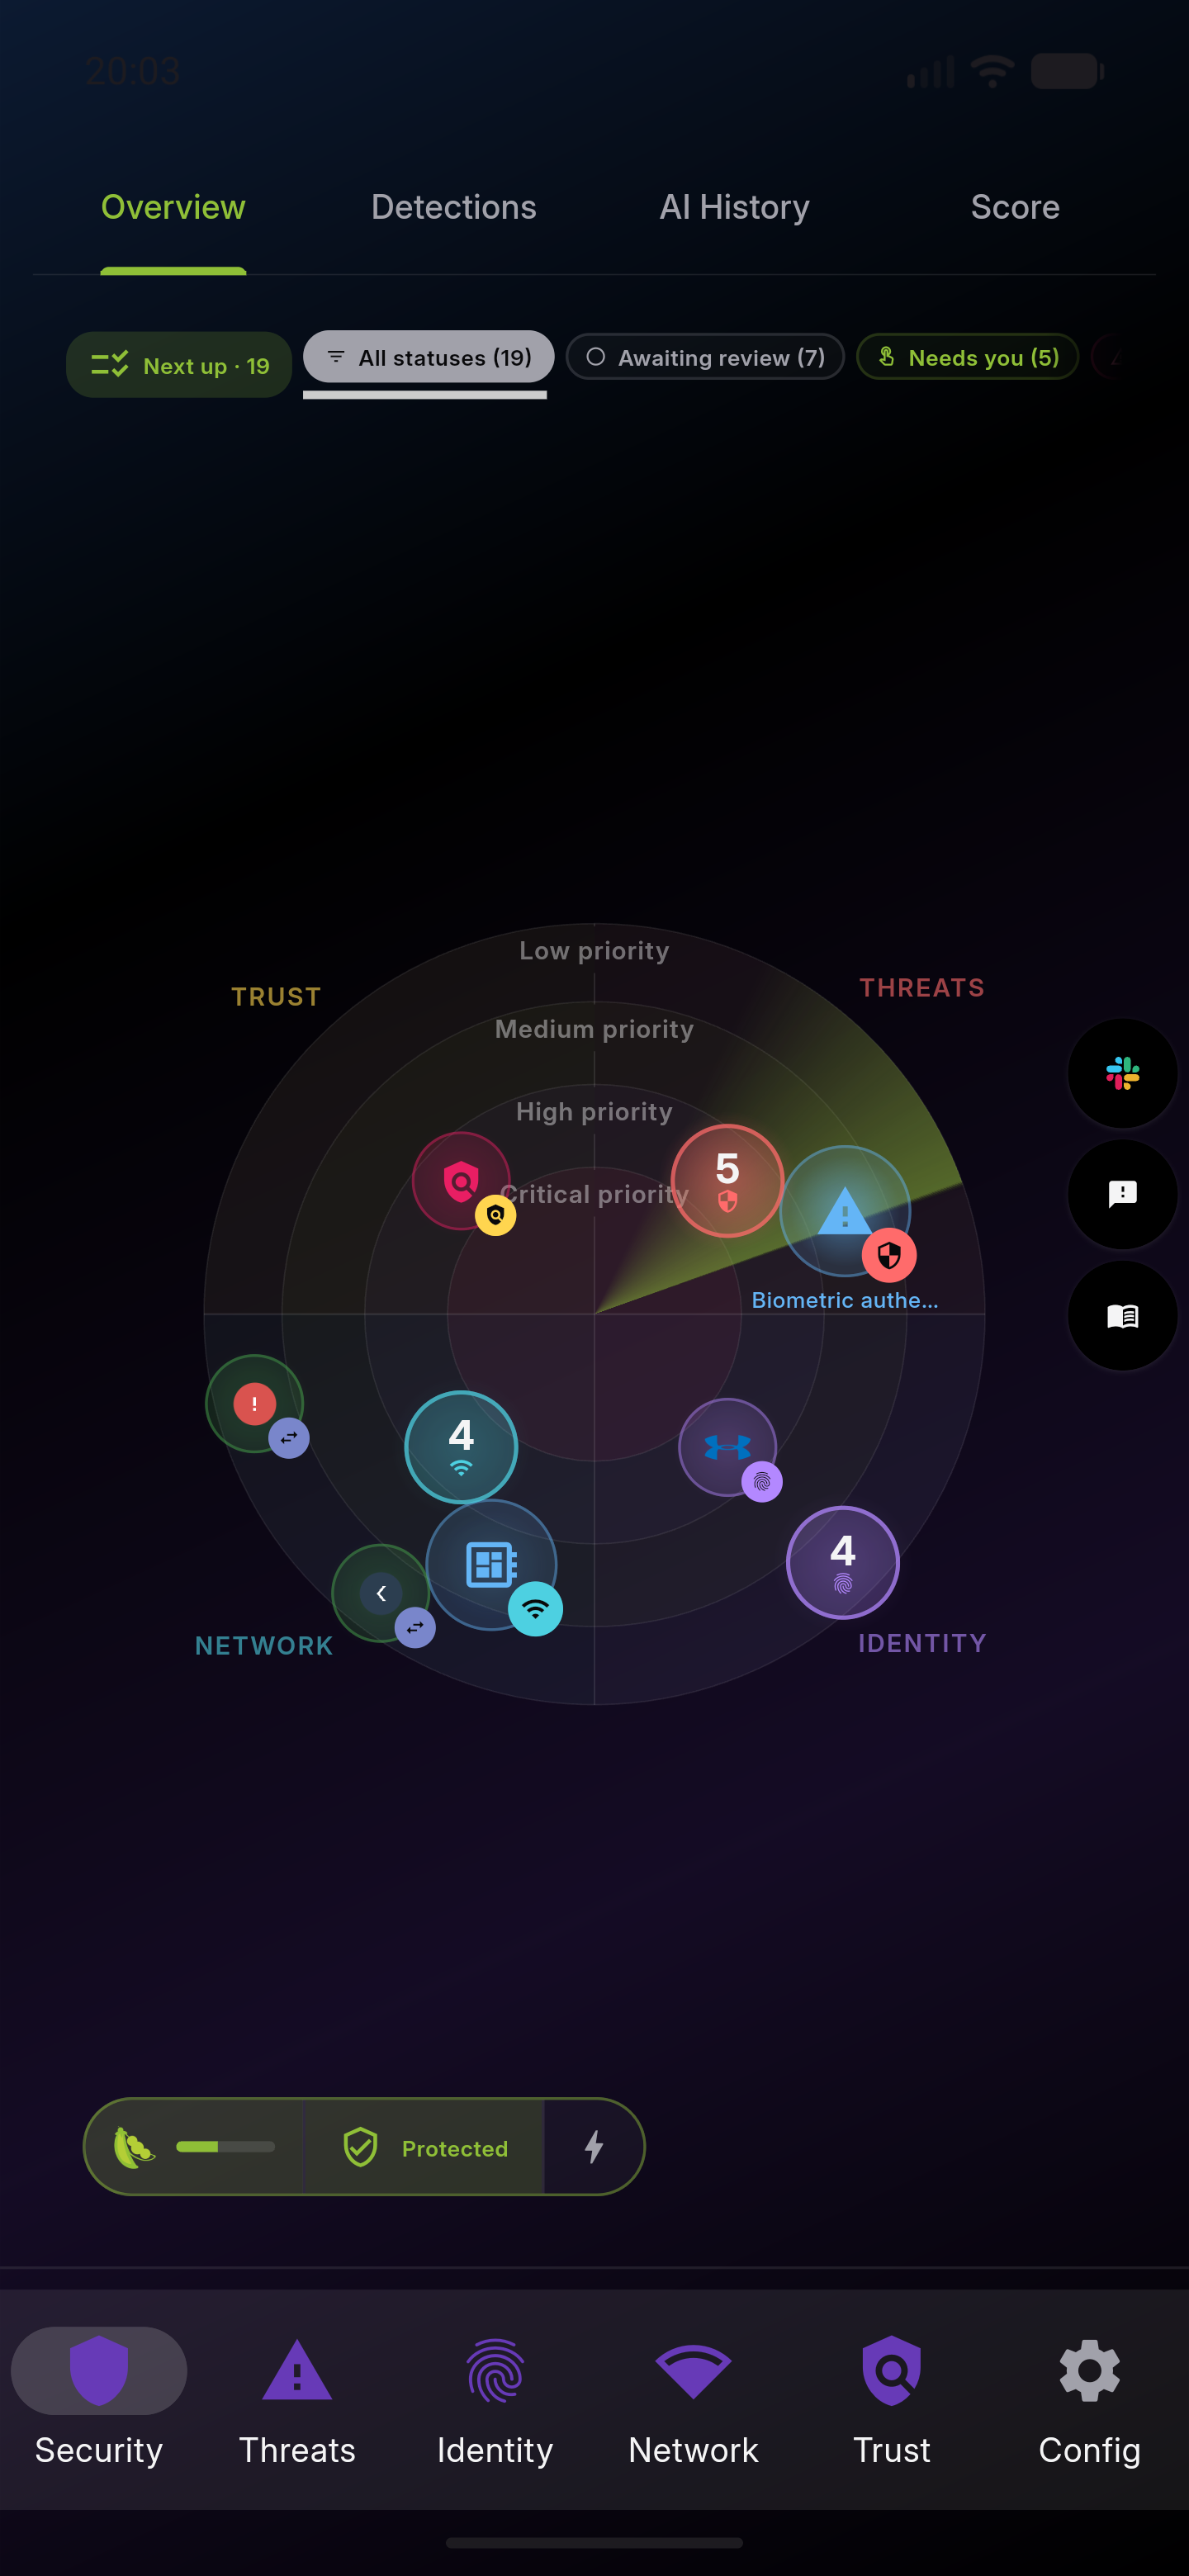 20:03
Overview
Detections
AI History
Score
Next up · 19
All statuses (19)
Awaiting review (7)
Needs you (5)
Low priority
TRUST
THREATS
Medium priority
High priority
5
Critical priority
Biometric authe...
4
4
NETWORK
IDENTITY
Protected
Security
Threats
Identity
Network
Trust
Config